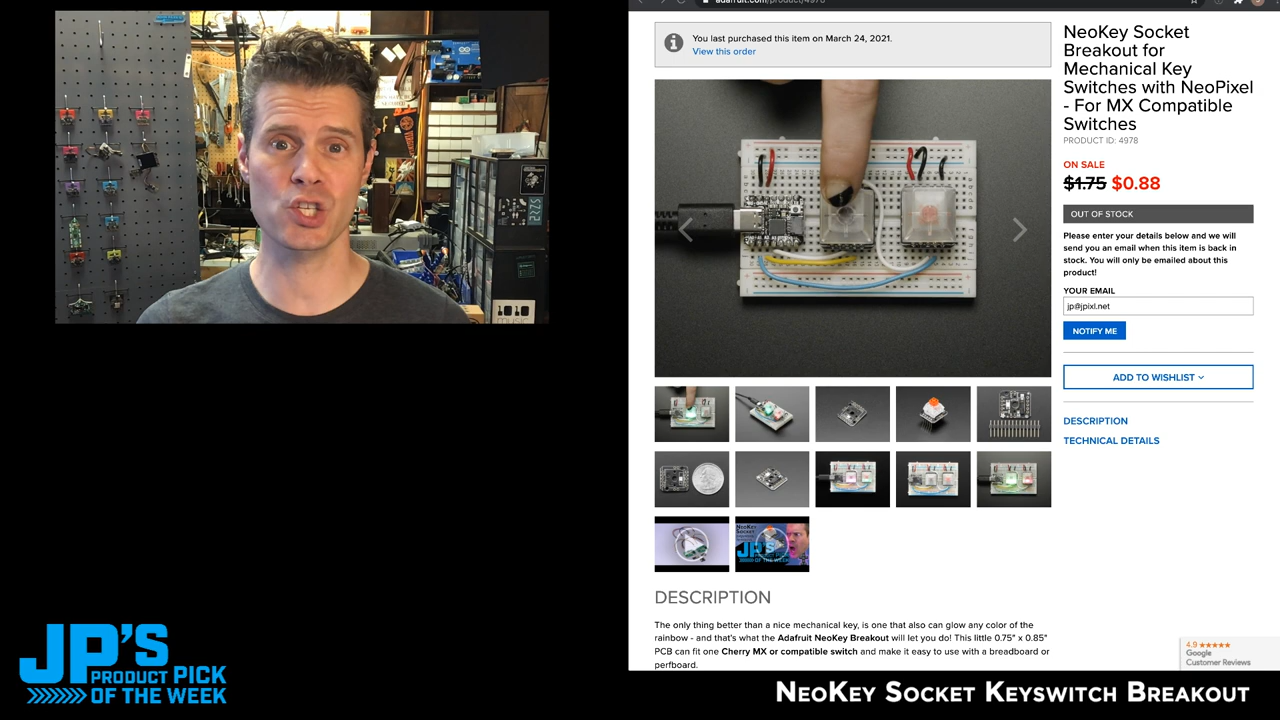 adafruit.com/product/4978
You last purchased this item on March 24, 2021.
View this order
NeoKey Socket
Breakout for
Mechanical Key
Switches with NeoPixel
- For MX Compatible
Switches
PRODUCT ID: 4978
ON SALE
$1.75 $0.88
OUT OF STOCK
Please enter your details below and we will
send you an email when this item is back in
stock. You will only be emailed about this
product!
YOUR EMAIL
jp@jpixl.net
NOTIFY ME
ADD TO WISHLIST
DESCRIPTION
TECHNICAL DETAILS
DESCRIPTION
The only thing better than a nice mechanical key, is one that also can glow any color of the
rainbow - and that's what the Adafruit NeoKey Breakout will let you do! This little 0.75" x 0.85"
PCB can fit one Cherry MX or compatible switch and make it easy to use with a breadboard or
perfboard.
4.9
Google
Customer Reviews
JP'S
PRODUCT PICK
OF THE WEEK
NEOKEY SOCKET KEYSWITCH BREAKOUT